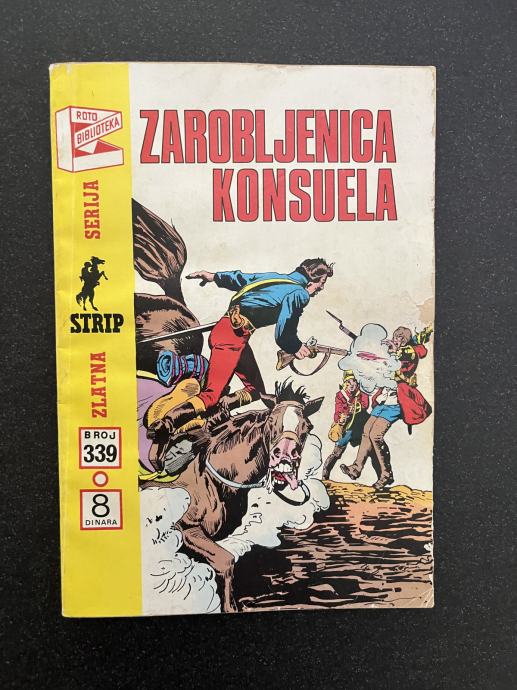 ROTO
BIBLIOTEKA
ZAROBLJENICA
KONSUELA
ZLATNA
SERIJA
STRIP
BROJ
339
8
DINARA